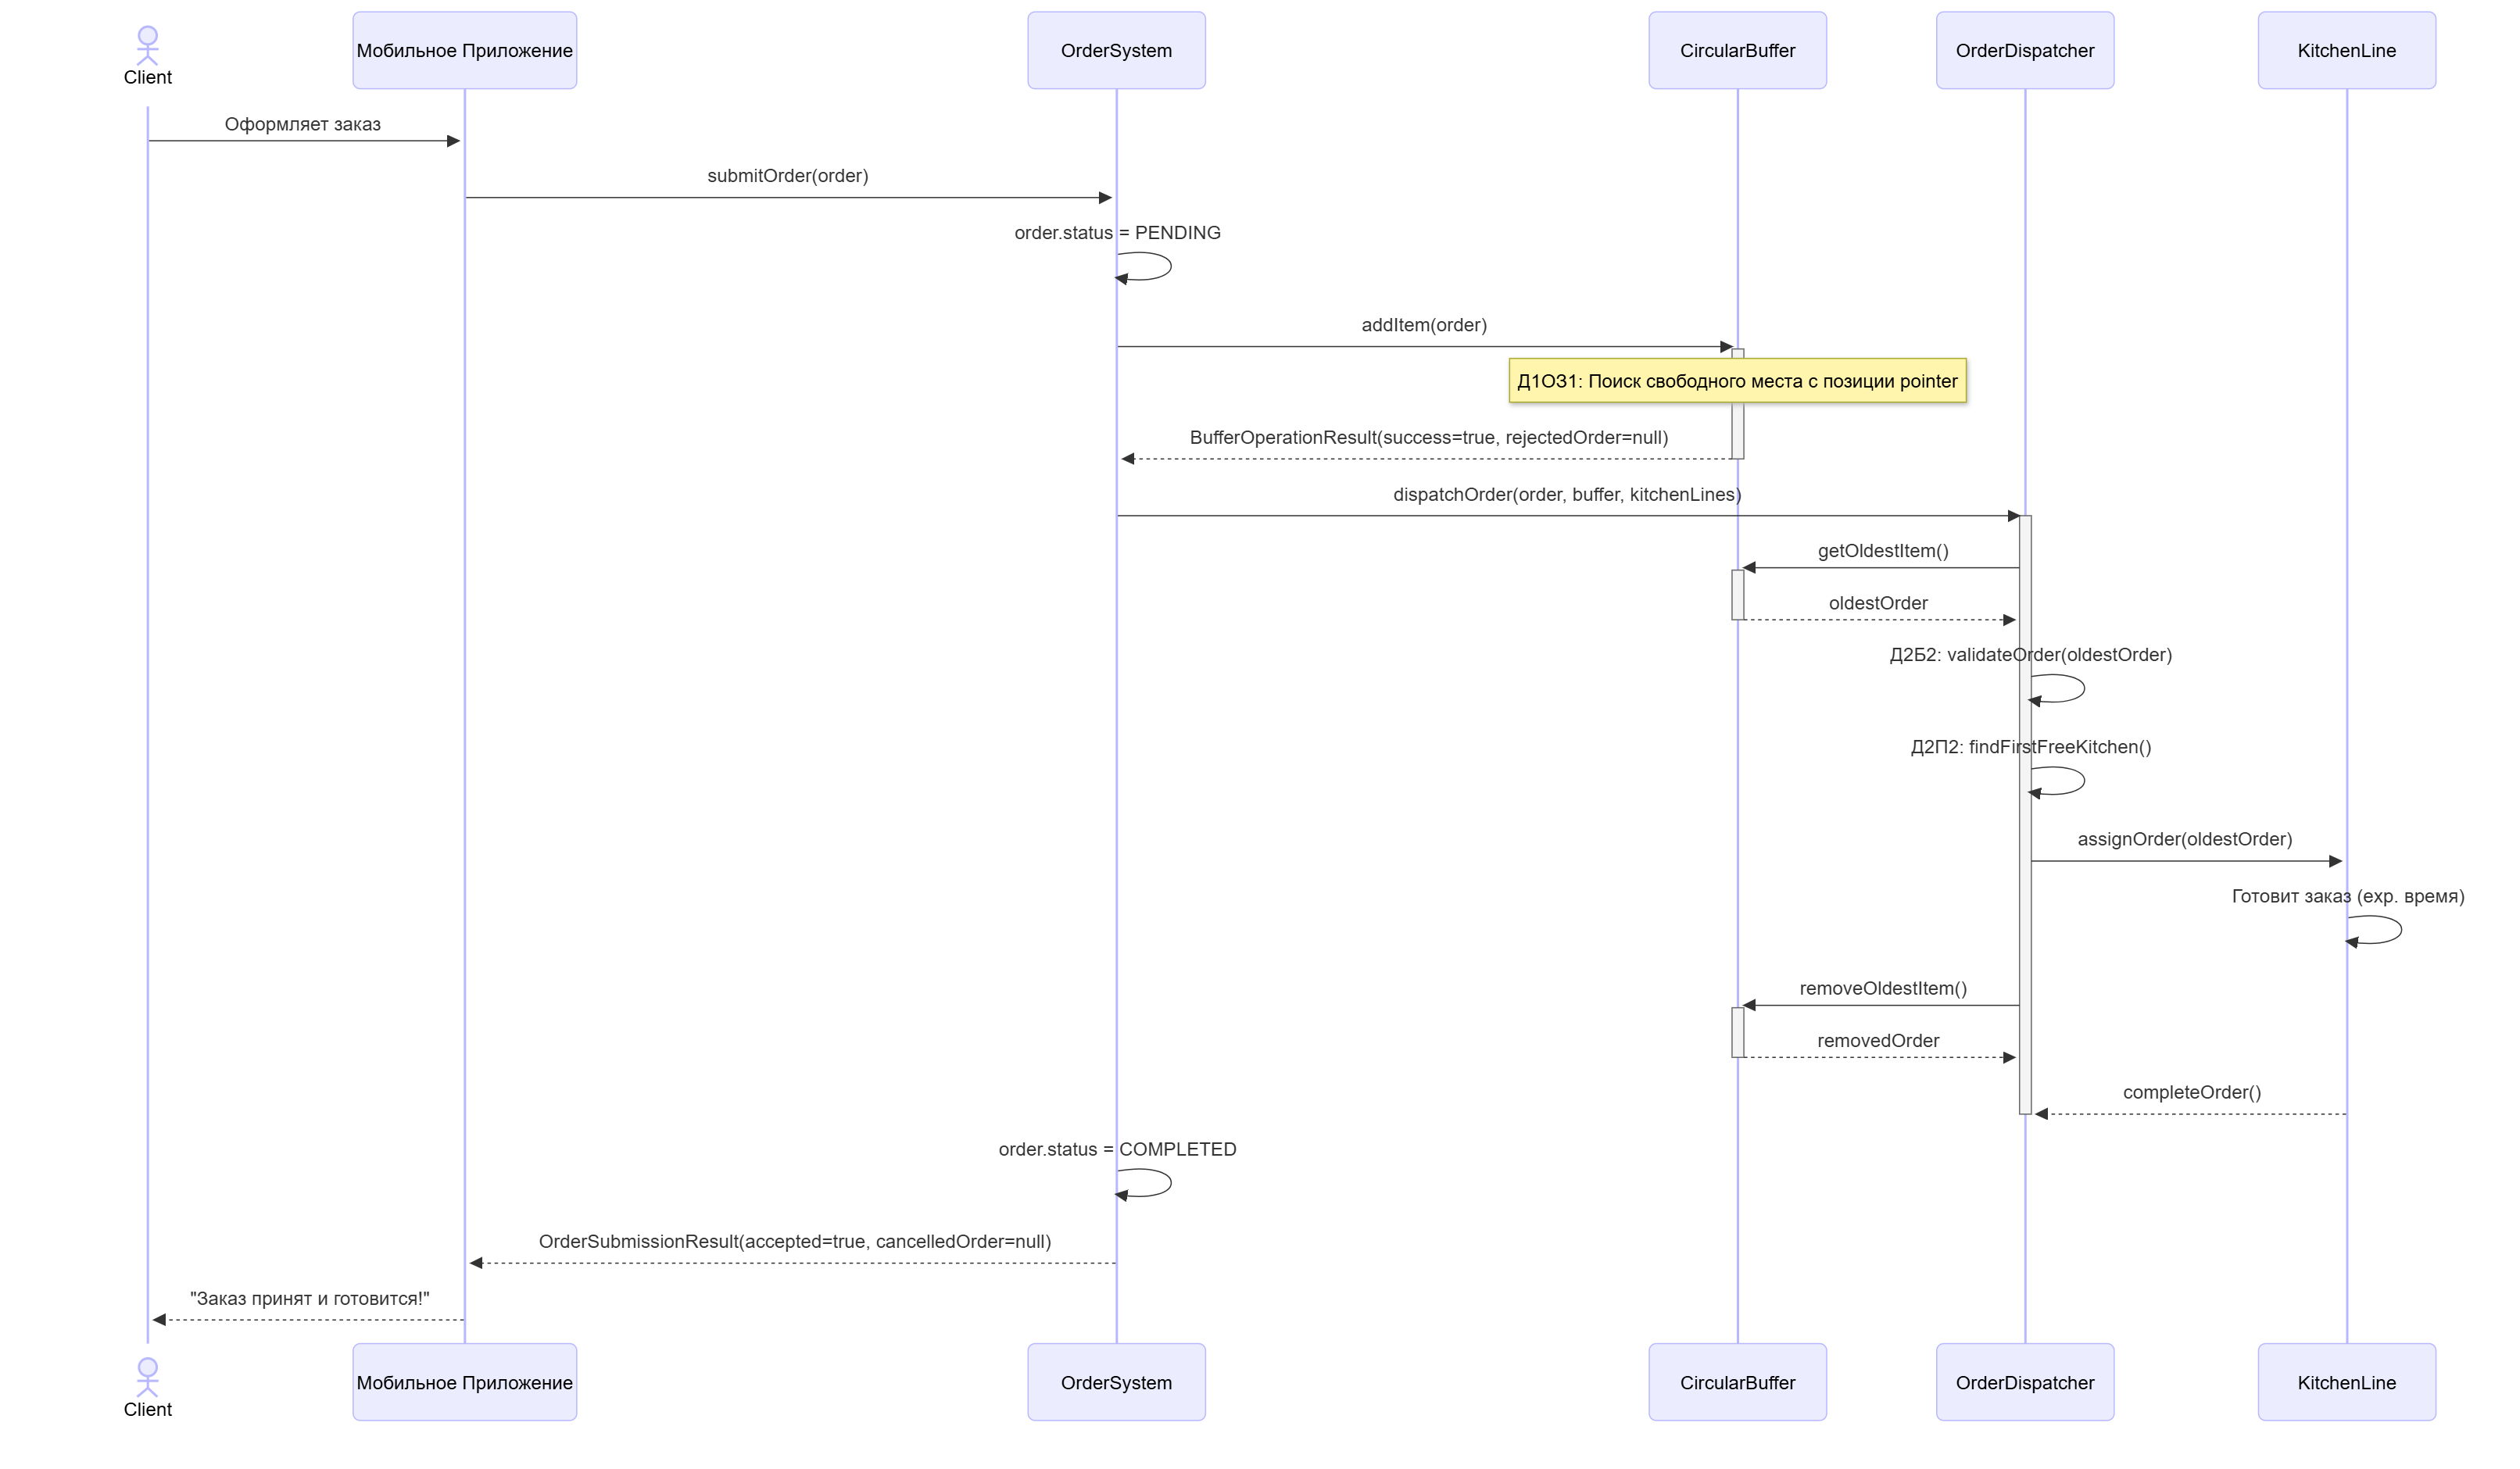 Client
Мобильное Приложение
OrderSystem
CircularBuffer
OrderDispatcher
KitchenLine
Оформляет заказ
submitOrder(order)
order.status = PENDING
addItem(order)
Д1ОЗ1: Поиск свободного места с позиции pointer
BufferOperationResult(success=true, rejectedOrder=null)
dispatchOrder(order, buffer, kitchenLines)
getOldestItem()
oldestOrder
Д2Б2: validateOrder(oldestOrder)
Д2П2: findFirstFreeKitchen()
assignOrder(oldestOrder)
Готовит заказ (exp. время)
removeOldestItem()
removedOrder
completeOrder()
order.status = COMPLETED
OrderSubmissionResult(accepted=true, cancelledOrder=null)
"Заказ принят и готовится!"
Client
Мобильное Приложение
OrderSystem
CircularBuffer
OrderDispatcher
KitchenLine